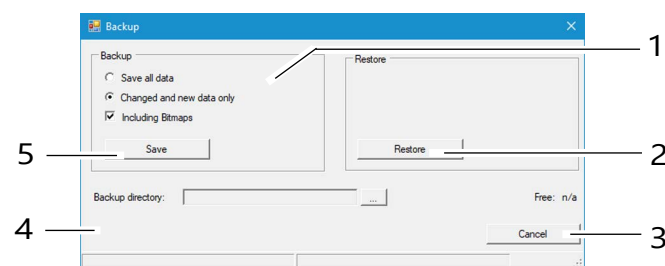 Backup
1
Backup
Restore
Save all data
Changed and new data only
Including Bitmaps
5
Save
Restore
2
Backup directory:
...
Free: n/a
4
Cancel
3